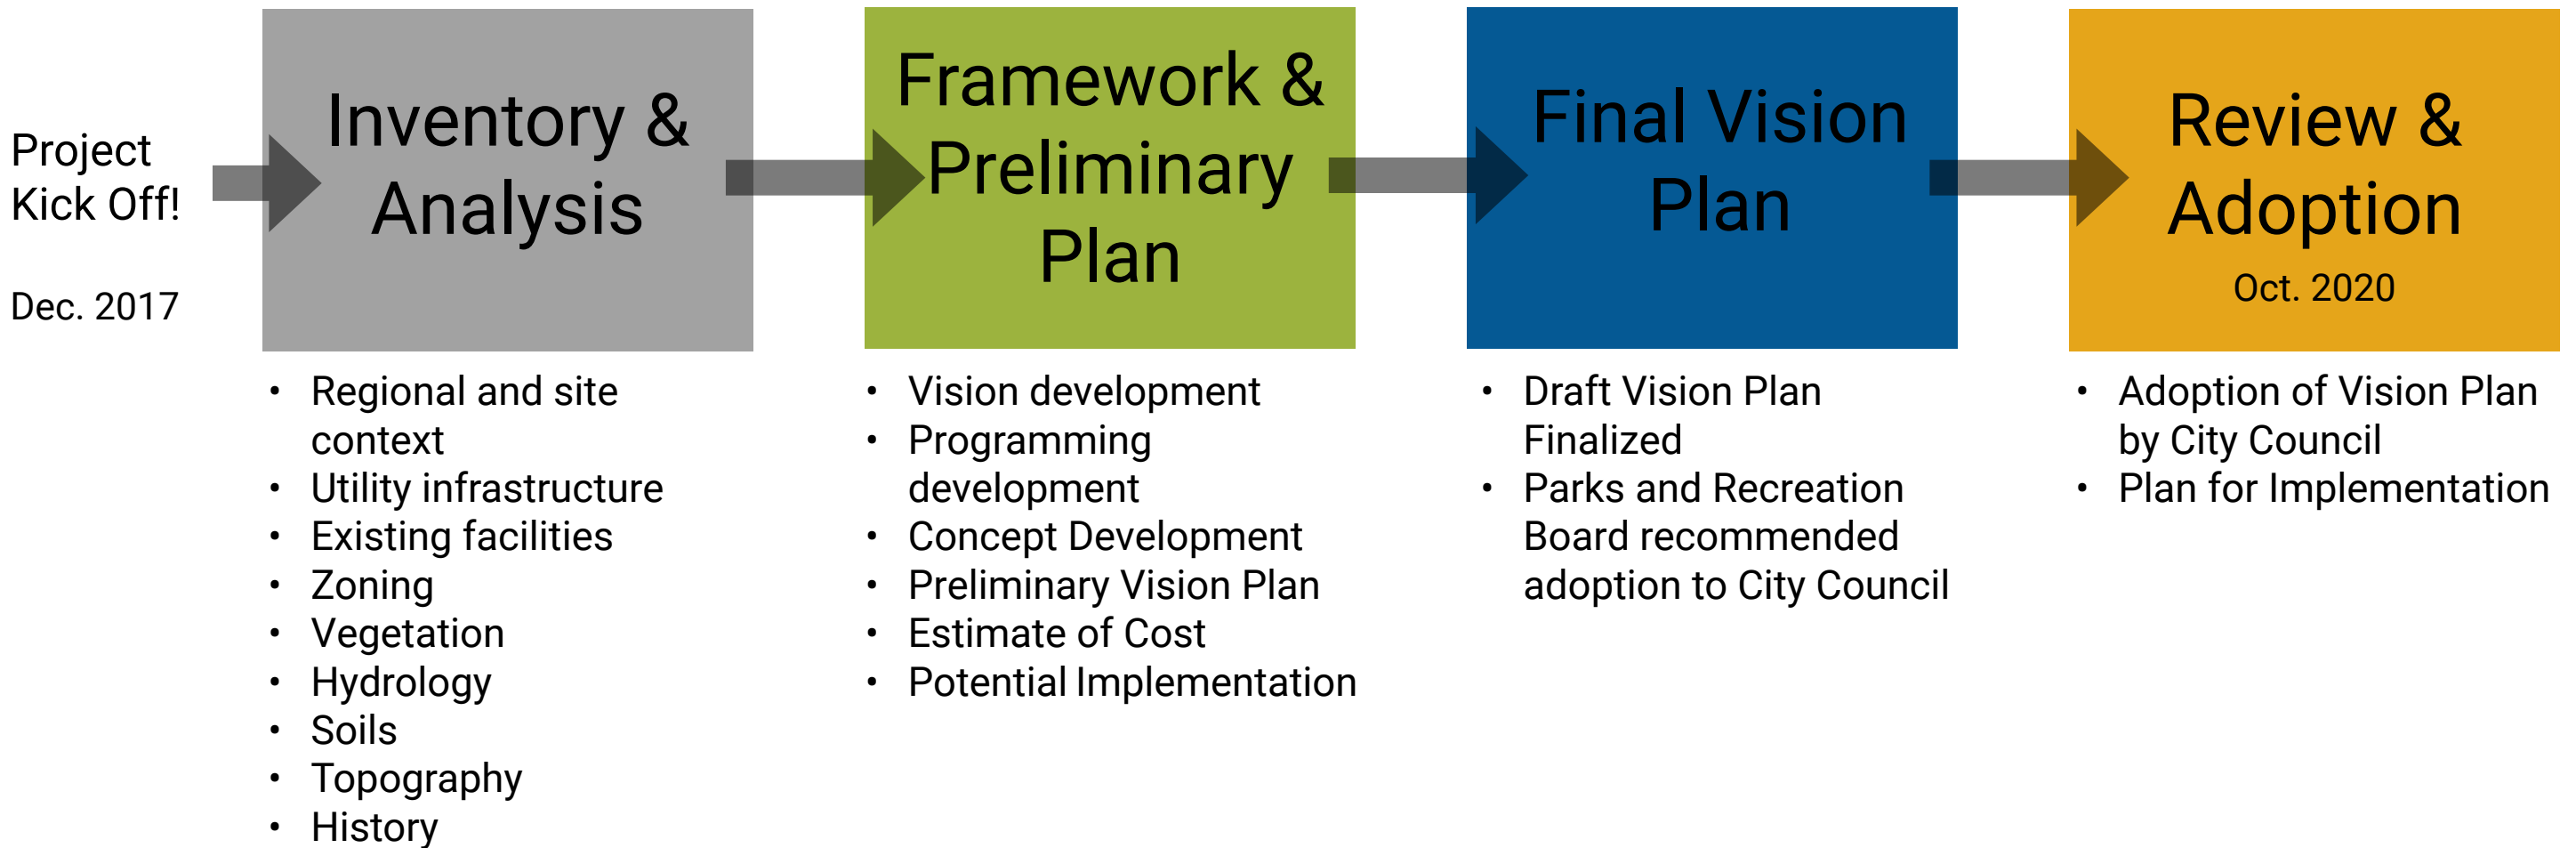 Project
Kick Off!
Dec. 2017
Inventory &
Analysis
• Regional and site
context
• Utility infrastructure
• Existing facilities
• Zoning
• Vegetation
• Hydrology
• Soils
• Topography
• History
Framework &
Preliminary
Plan
• Vision development
• Programming
development
• Concept Development
• Preliminary Vision Plan
• Estimate of Cost
• Potential Implementation
Final Vision
Plan
• Draft Vision Plan
Finalized
• Parks and Recreation
Board recommended
adoption to City Council
Review &
Adoption
Oct. 2020
• Adoption of Vision Plan
by City Council
• Plan for Implementation